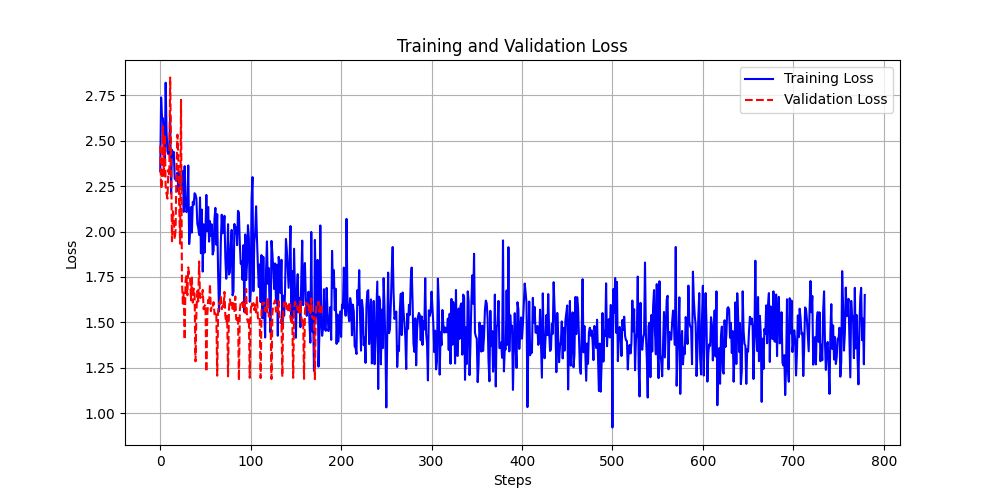 Training and Validation Loss
Training Loss
Validation Loss
Loss
2.75
2.50
2.25
2.00
1.75
1.50
1.25
1.00
0 100 200 300 400 500 600 700 800
Steps